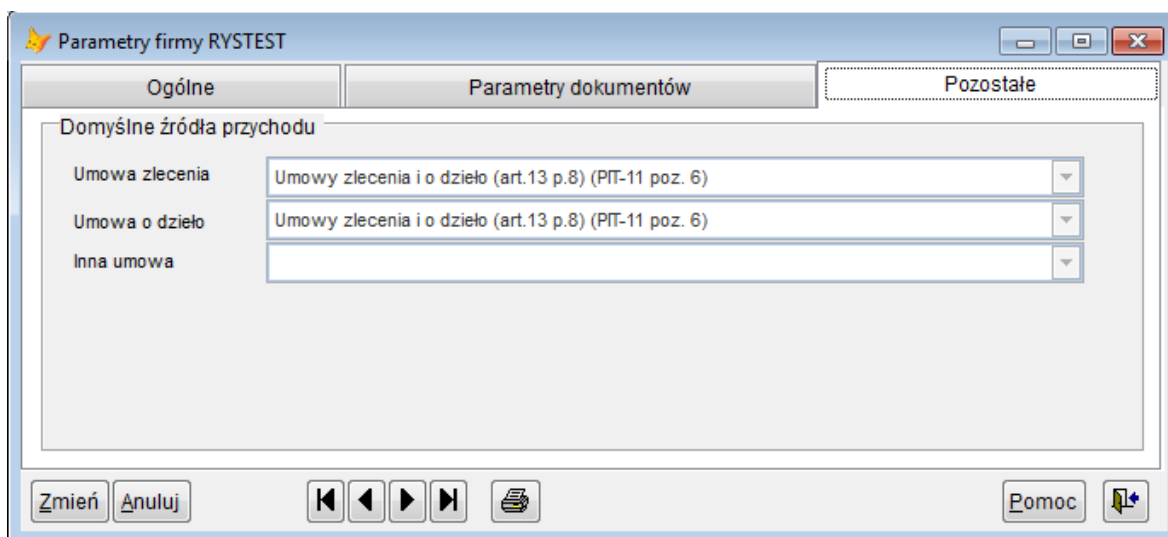 Parametry firmy RYSTEST
Ogólne Parametry dokumentów Pozostałe
Domyślne źródła przychodu
Umowa zlecenia Umowy zlecenia i o dzieło (art.13 p.8) (PIT-11 poz. 6)
Umowa o dzieło Umowy zlecenia i o dzieło (art.13 p.8) (PIT-11 poz. 6)
Inna umowa
Zmień Anuluj Pomoc